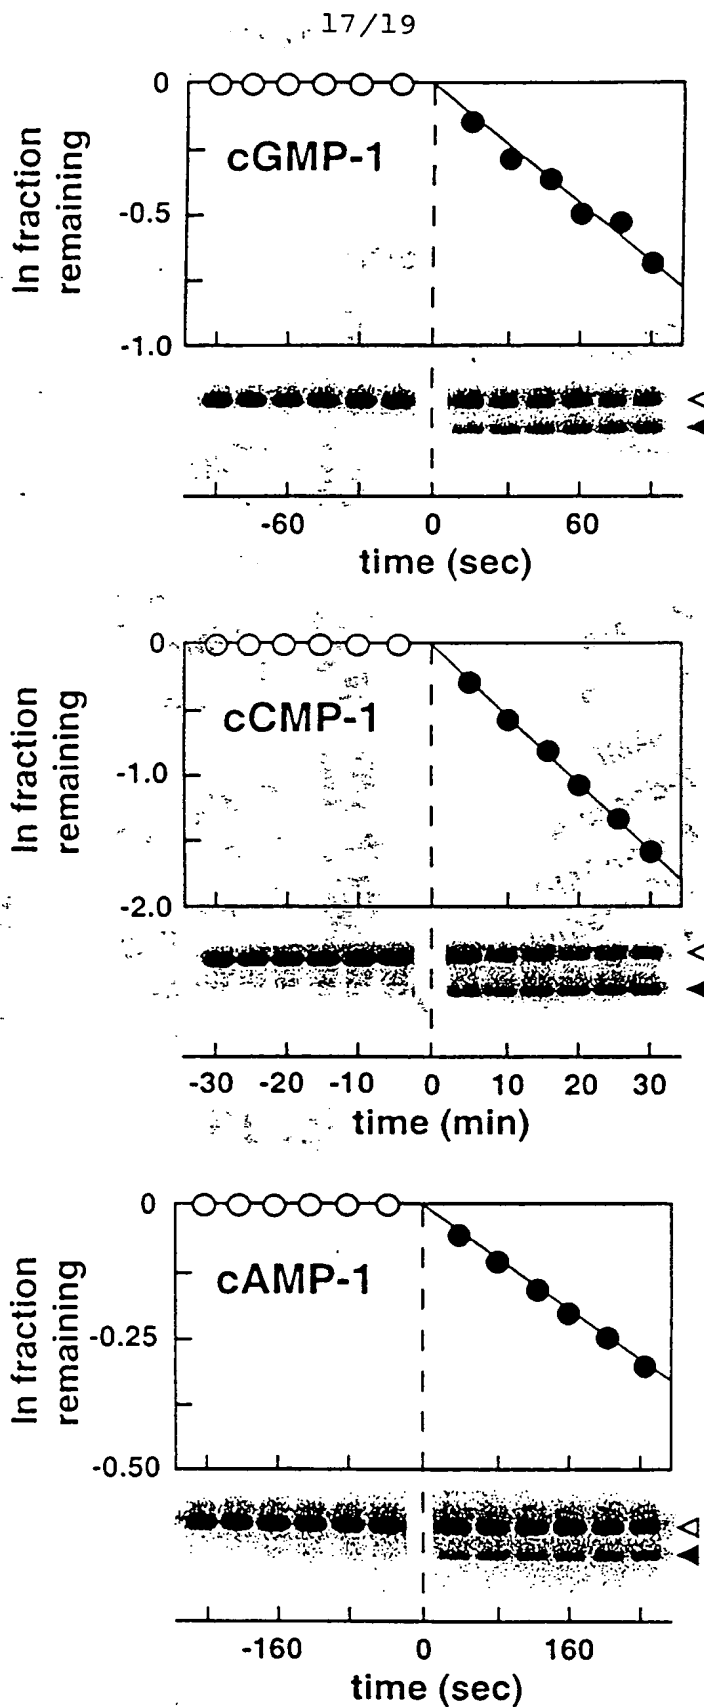 17/19
0
-0.5
-1.0
ln fraction
remaining
cGMP-1
-60 0 60
time (sec)
0
-1.0
-2.0
ln fraction
remaining
cCMP-1
-30 -20 -10 0 10 20 30
time (min)
0
-0.25
-0.50
ln fraction
remaining
cAMP-1
-160 0 160
time (sec)